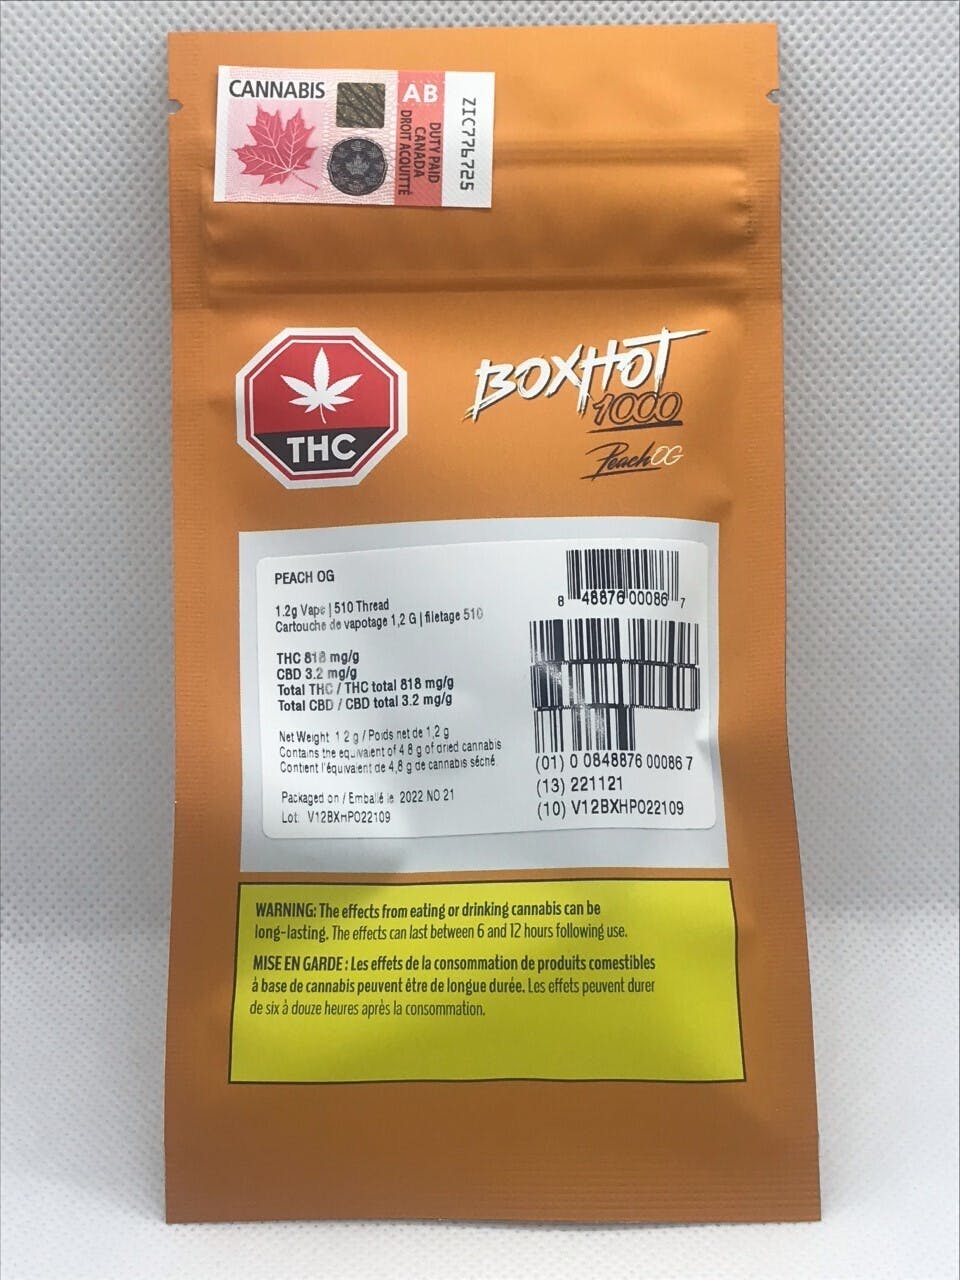 CANNABIS
AB
DUTY PAID
CANADA
DROIT ACQUITTÉ
ZIC776725
THC
BOXHOT
1000
Peach OG
PEACH OG
1.2g Vape | 510 Thread
Cartouche de vapotage 1,2 G | filetage 510
THC 818 mg/g
CBD 3.2 mg/g
Total THC / THC total 818 mg/g
Total CBD / CBD total 3.2 mg/g
Net Weight 1 2 g / Poids net de 1,2 g
Contains the equivalent of 4 8 g of dried cannabis
Contient l'équivalent de 4,8 g de cannabis séché.
Packaged on / Emballé le 2022 NO 21
Lot: V12BXHPO22109
8 48876 00086 7
(01) 0 0848876 00086 7
(13) 221121
(10) V12BXHPO22109
WARNING: The effects from eating or drinking cannabis can be
long-lasting. The effects can last between 6 and 12 hours following use.
MISE EN GARDE : Les effets de la consommation de produits comestibles
à base de cannabis peuvent être de longue durée. Les effets peuvent durer
de six à douze heures après la consommation.